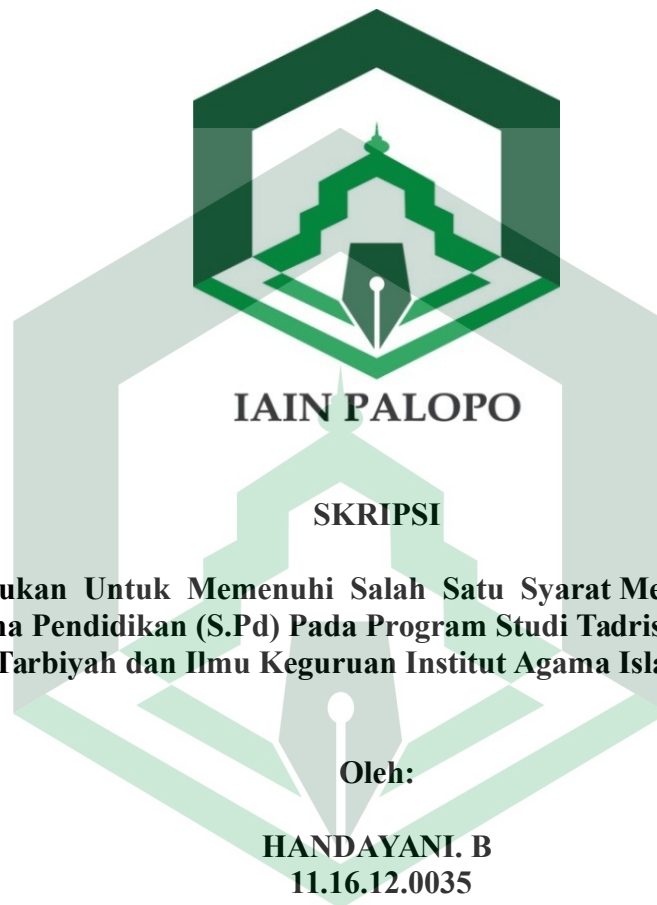 IAIN PALOPO
SKRIPSI
ukan Untuk Memenuhi Salah Satu Syarat Me
na Pendidikan (S.Pd) Pada Program Studi Tadris
Tarbiyah dan Ilmu Keguruan Institut Agama Isla
Oleh:
HANDAYANI. B
11.16.12.0035